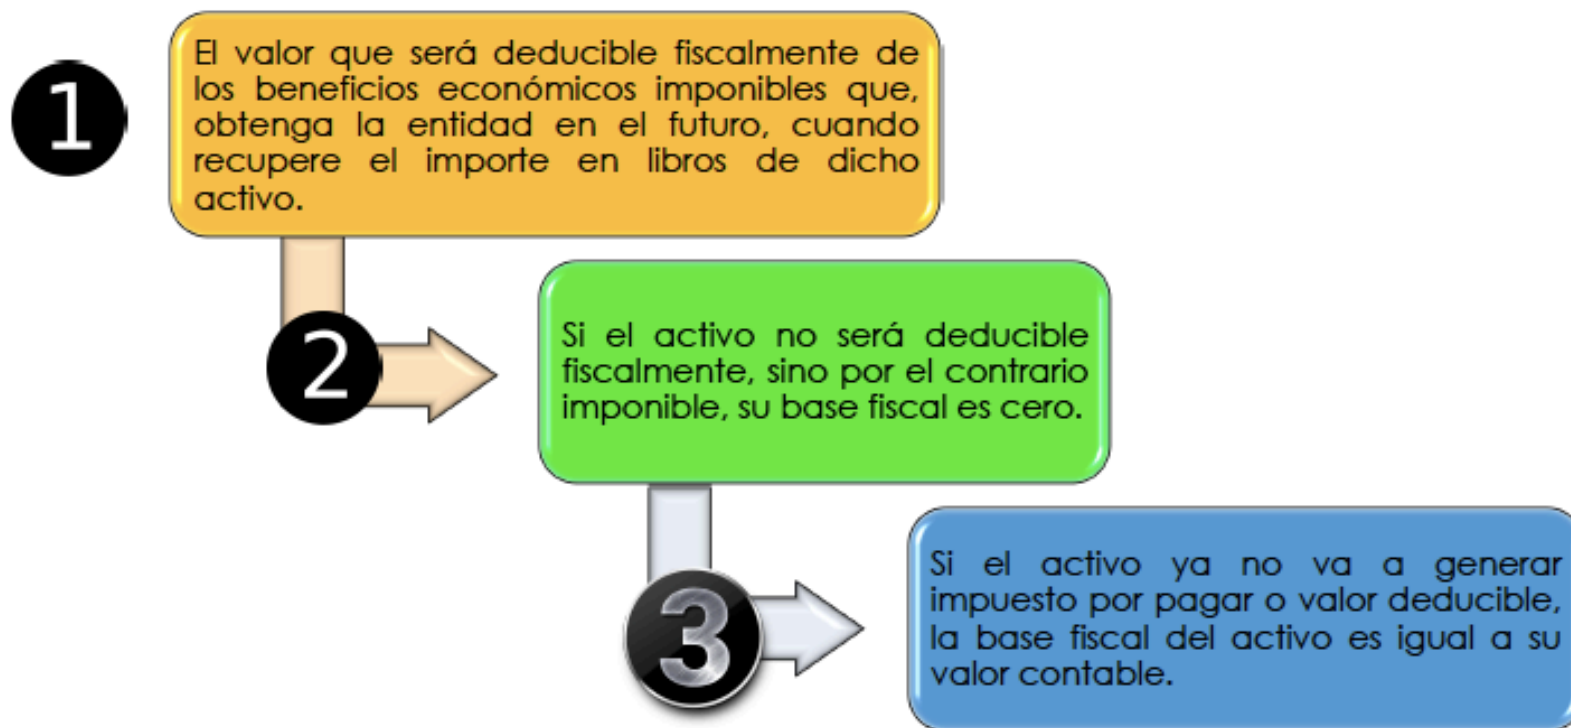 1
El valor que será deducible fiscalmente de
los beneficios económicos imponibles que,
obtenga la entidad en el futuro, cuando
recupere el importe en libros de dicho
activo.
2
Si el activo no será deducible
fiscalmente, sino por el contrario
imponible, su base fiscal es cero.
3
Si el activo ya no va a generar
impuesto por pagar o valor deducible,
la base fiscal del activo es igual a su
valor contable.